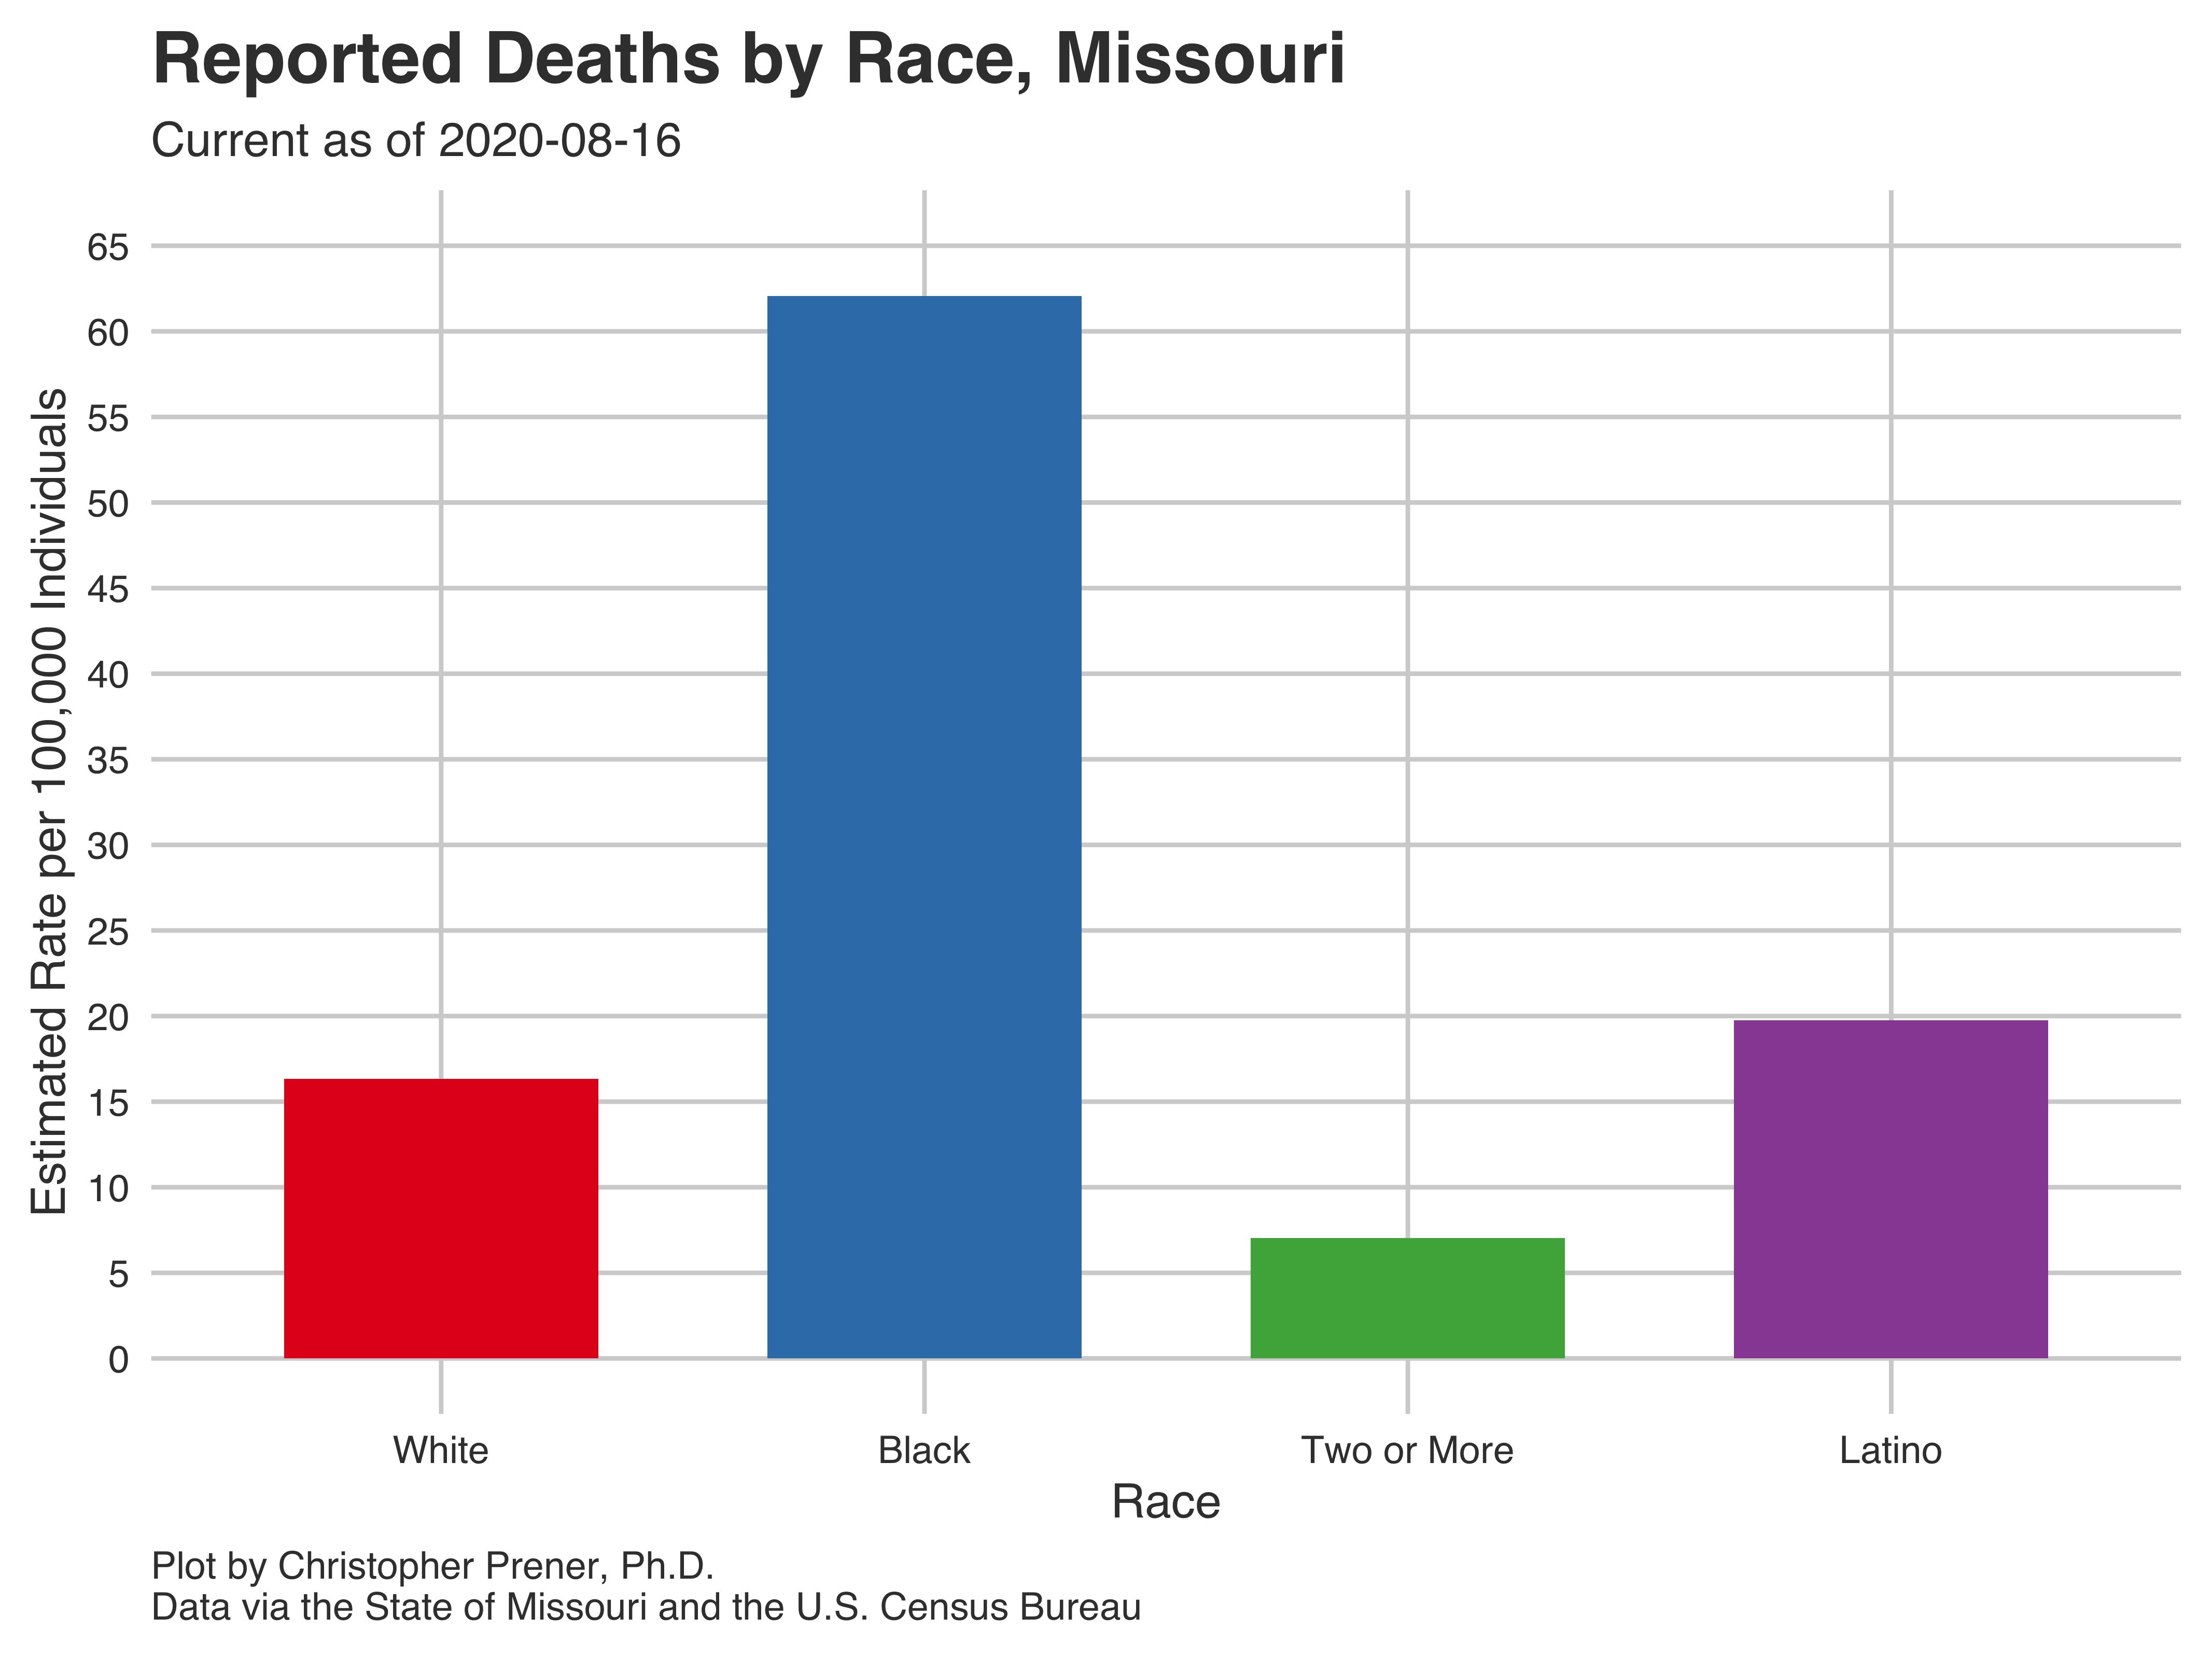 Reported Deaths by Race, Missouri
Current as of 2020-08-16
Estimated Rate per 100,000 Individuals
65
60
55
50
45
40
35
30
25
20
15
10
5
0
White Black Two or More Latino
Race
Plot by Christopher Prener, Ph.D.
Data via the State of Missouri and the U.S. Census Bureau